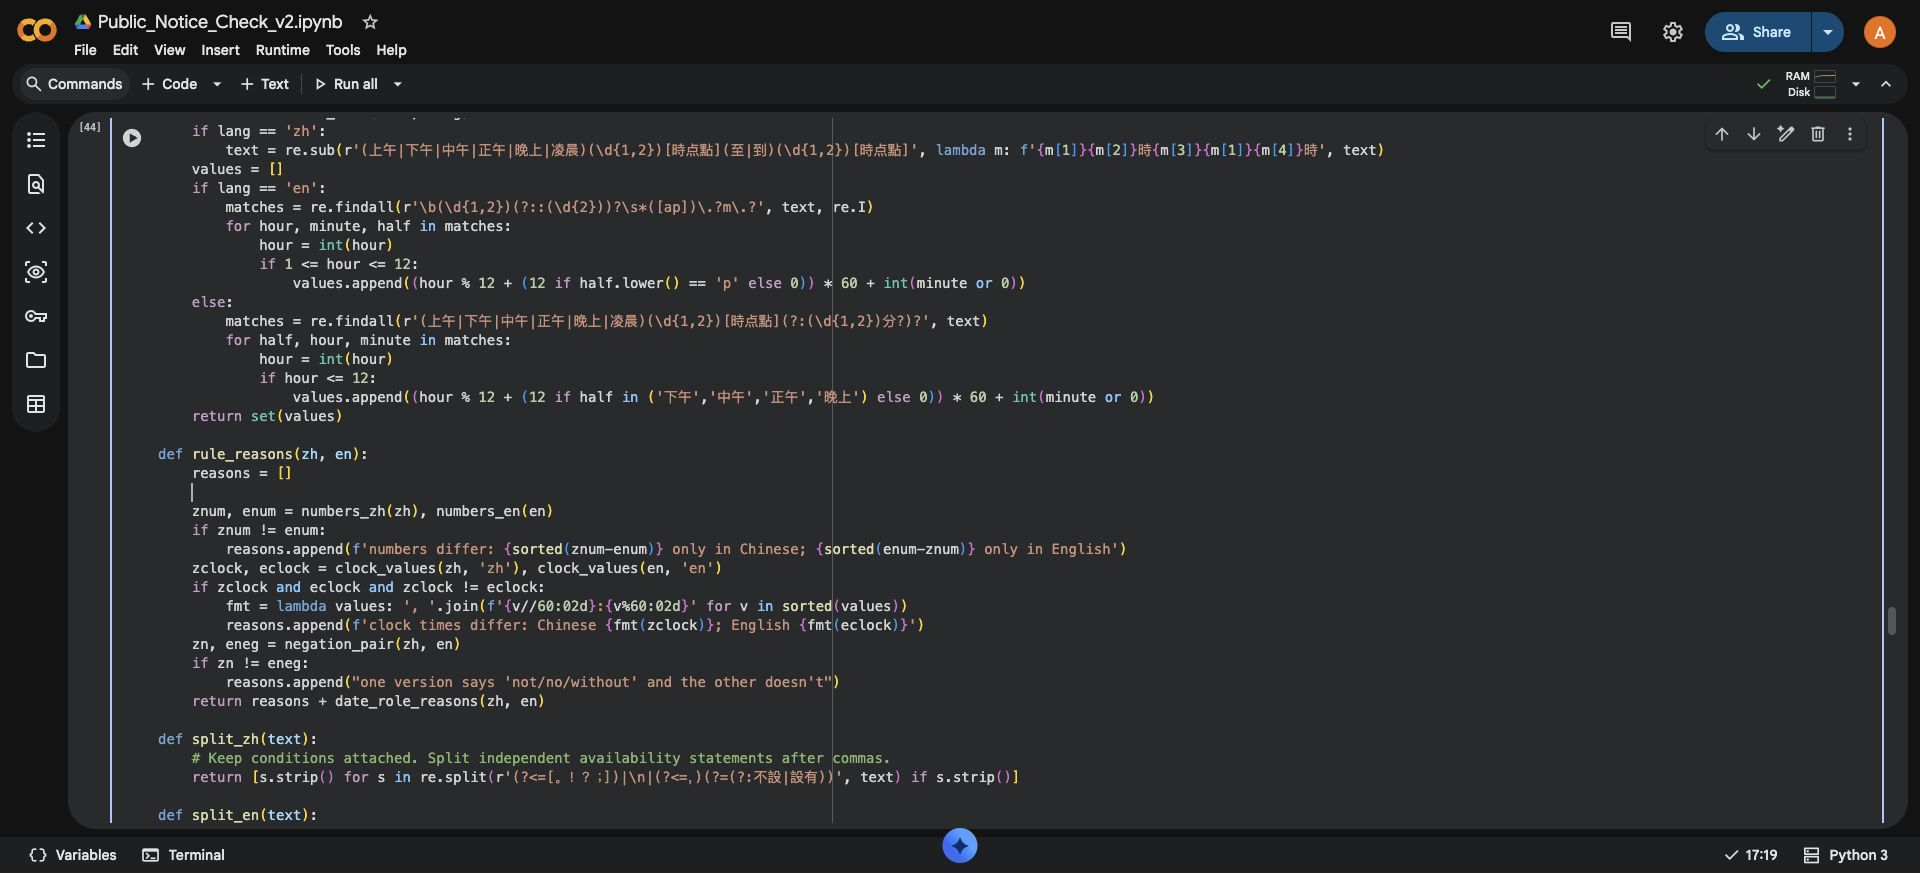 Public_Notice_Check_v2.ipynb
File Edit View Insert Runtime Tools Help
Share
A
Commands + Code + Text Run all
RAM
Disk
[44]
if lang == 'zh':
text = re.sub(r'(上午|下午|中午|正午|晚上|凌晨)(\d{1,2})[時点點](至|到)(\d{1,2})[時点點]', lambda m: f'{m[1]}{m[2]}時{m[3]}{m[1]}{m[4]}時', text)
values = []
if lang == 'en':
matches = re.findall(r'\b(\d{1,2})(?::(\d{2}))?\s*([ap])\.?m\.?', text, re.I)
for hour, minute, half in matches:
hour = int(hour)
if 1 <= hour <= 12:
values.append((hour % 12 + (12 if half.lower() == 'p' else 0)) * 60 + int(minute or 0))
else:
matches = re.findall(r'(上午|下午|中午|正午|晚上|凌晨)(\d{1,2})[時点點](?:(\d{1,2})分?)?', text)
for half, hour, minute in matches:
hour = int(hour)
if hour <= 12:
values.append((hour % 12 + (12 if half in ('下午','中午','正午','晚上') else 0)) * 60 + int(minute or 0))
return set(values)
def rule_reasons(zh, en):
reasons = []
znum, enum = numbers_zh(zh), numbers_en(en)
if znum != enum:
reasons.append(f'numbers differ: {sorted(znum-enum)} only in Chinese; {sorted(enum-znum)} only in English')
zclock, eclock = clock_values(zh, 'zh'), clock_values(en, 'en')
if zclock and eclock and zclock != eclock:
fmt = lambda values: ', '.join(f'{v//60:02d}:{v%60:02d}' for v in sorted(values))
reasons.append(f'clock times differ: Chinese {fmt(zclock)}; English {fmt(eclock)}')
zn, eneg = negation_pair(zh, en)
if zn != eneg:
reasons.append("one version says 'not/no/without' and the other doesn't")
return reasons + date_role_reasons(zh, en)
def split_zh(text):
# Keep conditions attached. Split independent availability statements after commas.
return [s.strip() for s in re.split(r'(?<=[。！？；])|\n|(?<=，)(?=(?:不設|設有))', text) if s.strip()]
def split_en(text):
Variables Terminal
17:19 Python 3